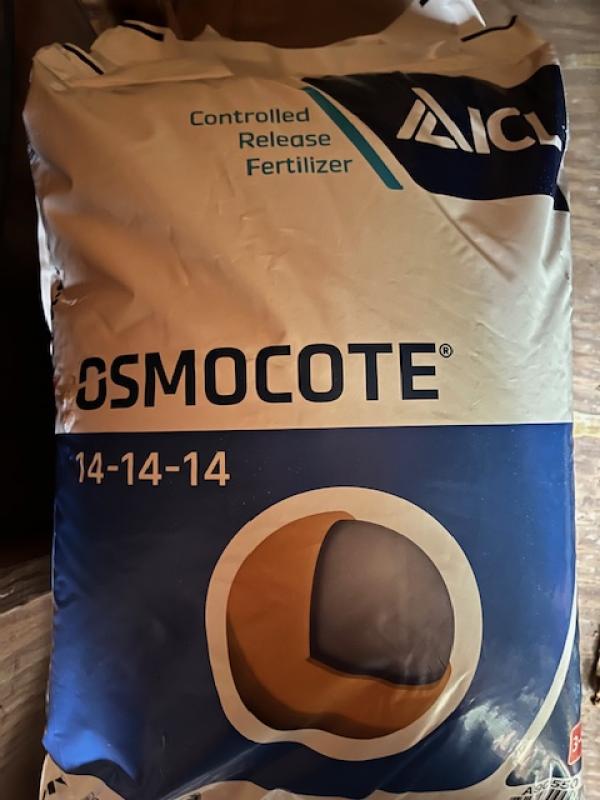 Controlled
Release
Fertilizer
ICL
OSMOCOTE®
14-14-14